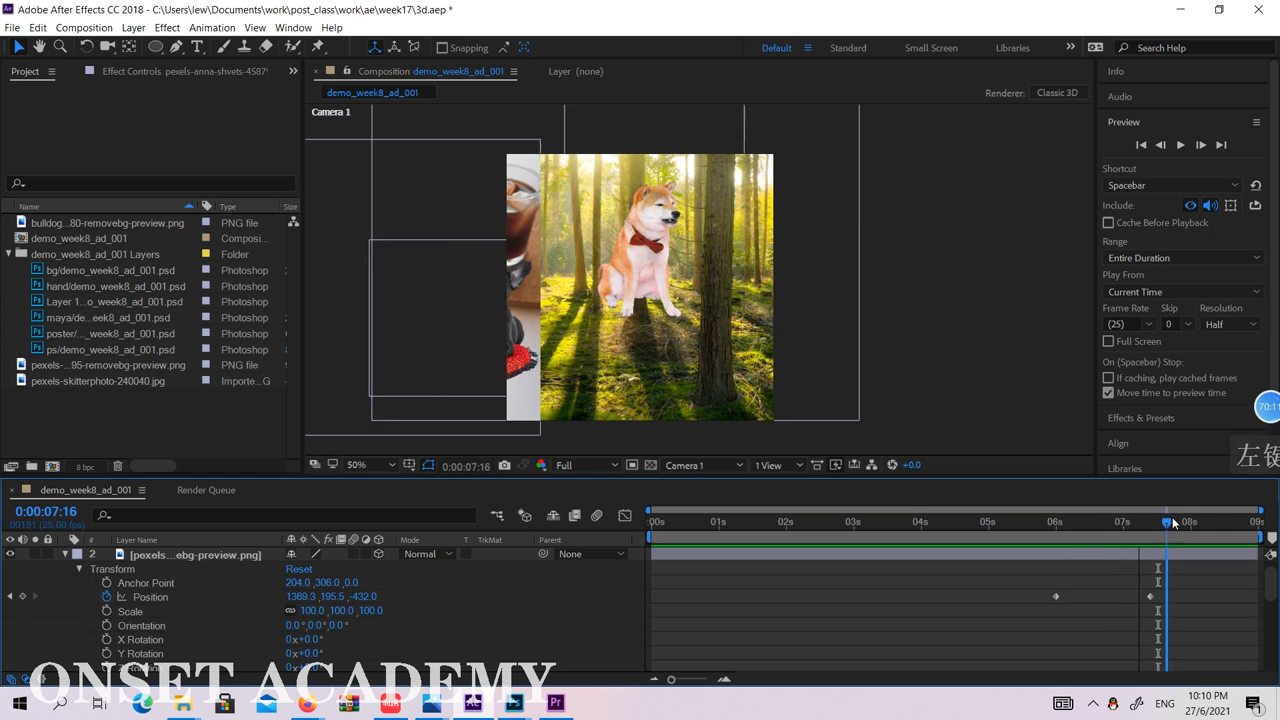 Adobe After Effects CC 2018 - C:\Users\lew\Documents\work\post_class\work\ae\week17\3d.aep *
File Edit Composition Layer Effect Animation View Window Help
Snapping Default Standard Small Screen Libraries Search Help
Project Effect Controls pexels-anna-shvets-4587 Composition demo_week8_ad_001 Layer (none) Info
demo_week8_ad_001 Renderer: Classic 3D Audio
Camera 1 Preview
Shortcut
Spacebar
Include:
Cache Before Playback
Range
Entire Duration
Play From
Current Time
Frame Rate Skip Resolution
(25) 0 Half
Full Screen
On (Spacebar) Stop:
If caching, play cached frames
Move time to preview time
70:11
Effects & Presets
Align
Libraries
左键
Name Type Size
bulldog...80-removebg-preview.png PNG file
demo_week8_ad_001 Composi...
demo_week8_ad_001 Layers Folder
bg/demo_week8_ad_001.psd Photoshop
hand/demo_week8_ad_001.psd Photoshop
Layer 1...o_week8_ad_001.psd Photoshop
maya/de...eek8_ad_001.psd Photoshop
poster/..._week8_ad_001.psd Photoshop
ps/demo_week8_ad_001.psd Photoshop
pexels-...95-removebg-preview.png PNG file
pexels-skitterphoto-240040.jpg Importe...G
8 bpc 50% 0:00:07:16 Full Camera 1 1 View +0.0
demo_week8_ad_001 Render Queue
0:00:07:16
00191 (25.00 fps)
:00s 01s 02s 03s 04s 05s 06s 07s 08s 09s
# Layer Name Mode T TrkMat Parent
2 [pexels...ebg-preview.png] Normal None
Transform Reset
Anchor Point 204.0,306.0,0.0
Position 1369.3,195.5,-432.0
Scale 100.0,100.0,100.0
Orientation 0.0°,0.0°,0.0°
X Rotation 0x+0.0°
Y Rotation 0x+0.0°
Z Rotation 0x+0.0°
ONSET ACADEMY
ENG 10:10 PM
27/6/2021